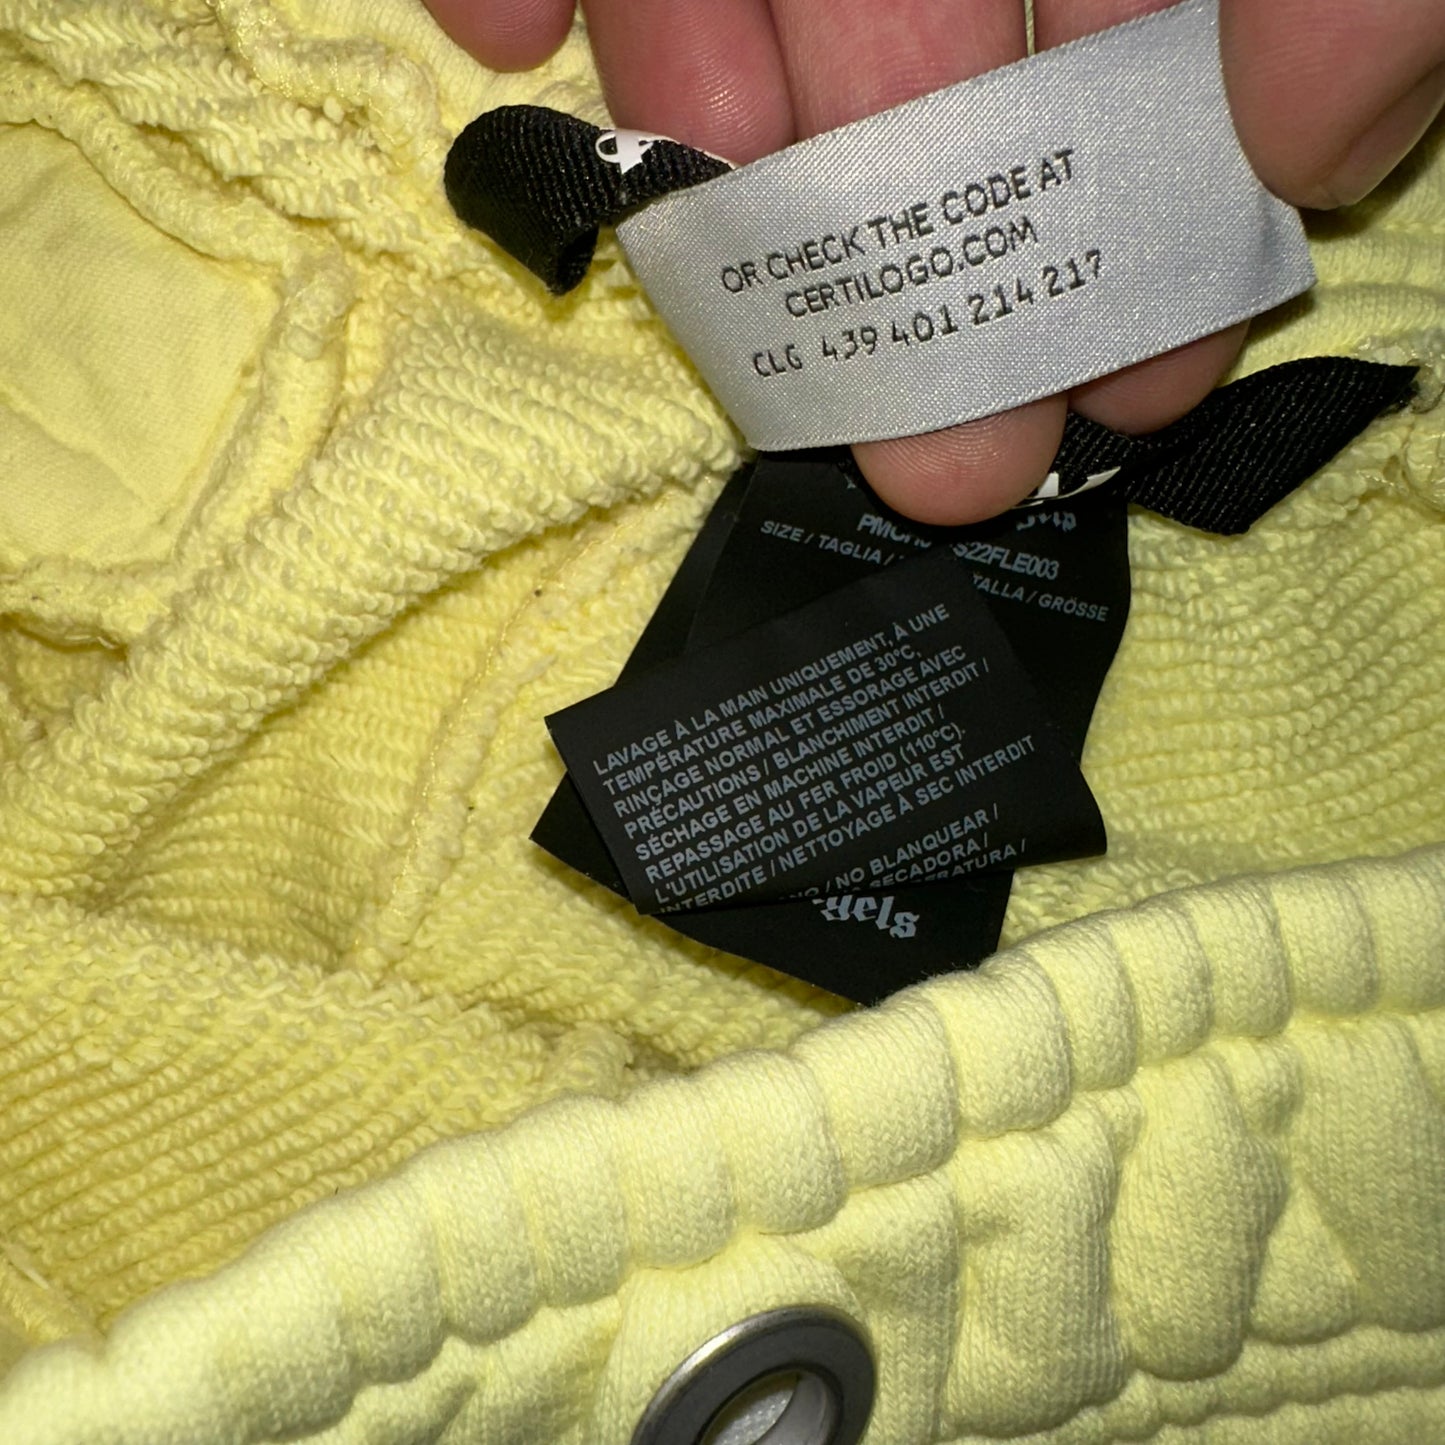 OR CHECK THE CODE AT
CERTILOGO.COM
CLG 439 401 214 217
S22FLE003
SIZE / TAGLIA /
TALLA / GRÖSSE
LAVAGE À LA MAIN UNIQUEMENT, À UNE
TEMPÉRATURE MAXIMALE DE 30°C,
RINÇAGE NORMAL ET ESSORAGE AVEC
PRÉCAUTIONS / BLANCHIMENT INTERDIT /
SÉCHAGE EN MACHINE INTERDIT /
REPASSAGE AU FER FROID (110°C).
L'UTILISATION DE LA VAPEUR EST
INTERDITE / NETTOYAGE À SEC INTERDIT
/ NO BLANQUEAR /
SECADORA /